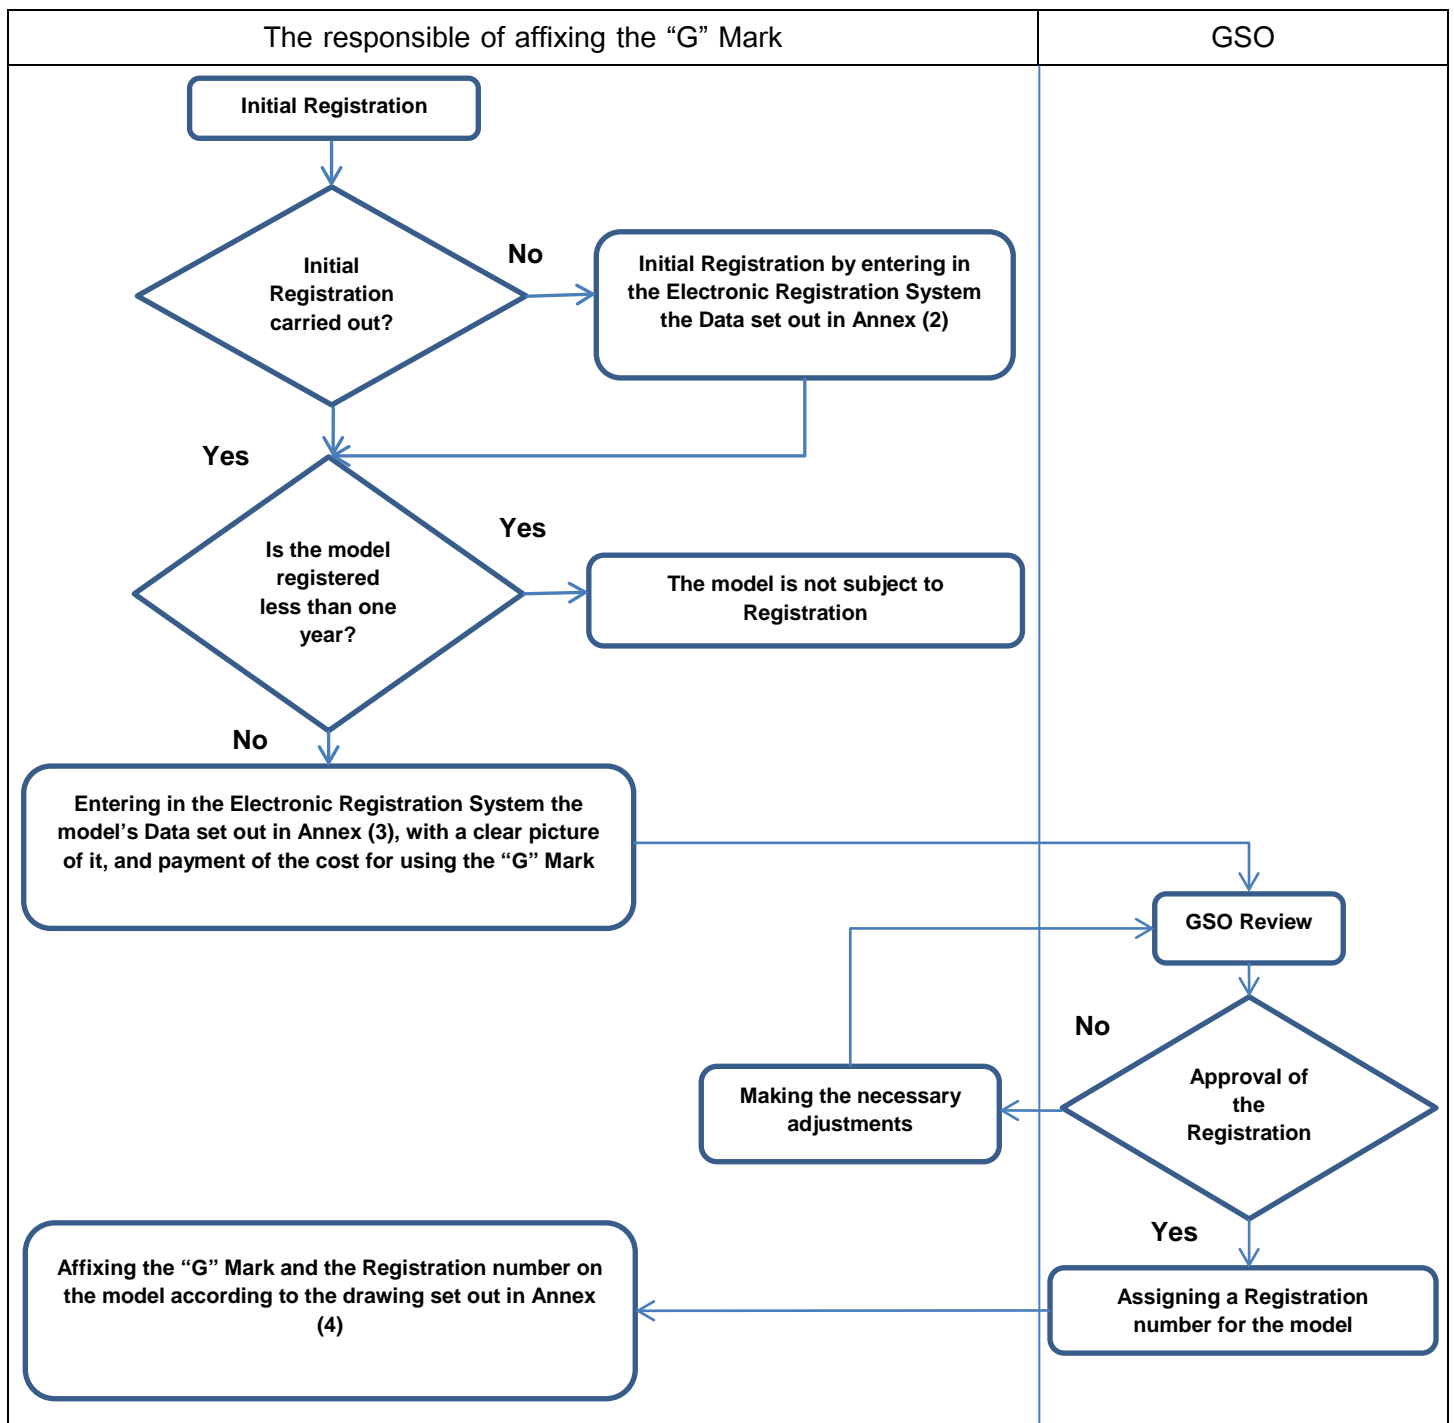 The responsible of affixing the “G” Mark
GSO
Initial Registration
Initial
Registration
carried out?
No
Initial Registration by entering in
the Electronic Registration System
the Data set out in Annex (2)
Yes
Is the model
registered
less than one
year?
Yes
The model is not subject to
Registration
No
Entering in the Electronic Registration System the
model’s Data set out in Annex (3), with a clear picture
of it, and payment of the cost for using the “G” Mark
GSO Review
No
Approval of
the
Registration
Making the necessary
adjustments
Yes
Assigning a Registration
number for the model
Affixing the “G” Mark and the Registration number on
the model according to the drawing set out in Annex
(4)